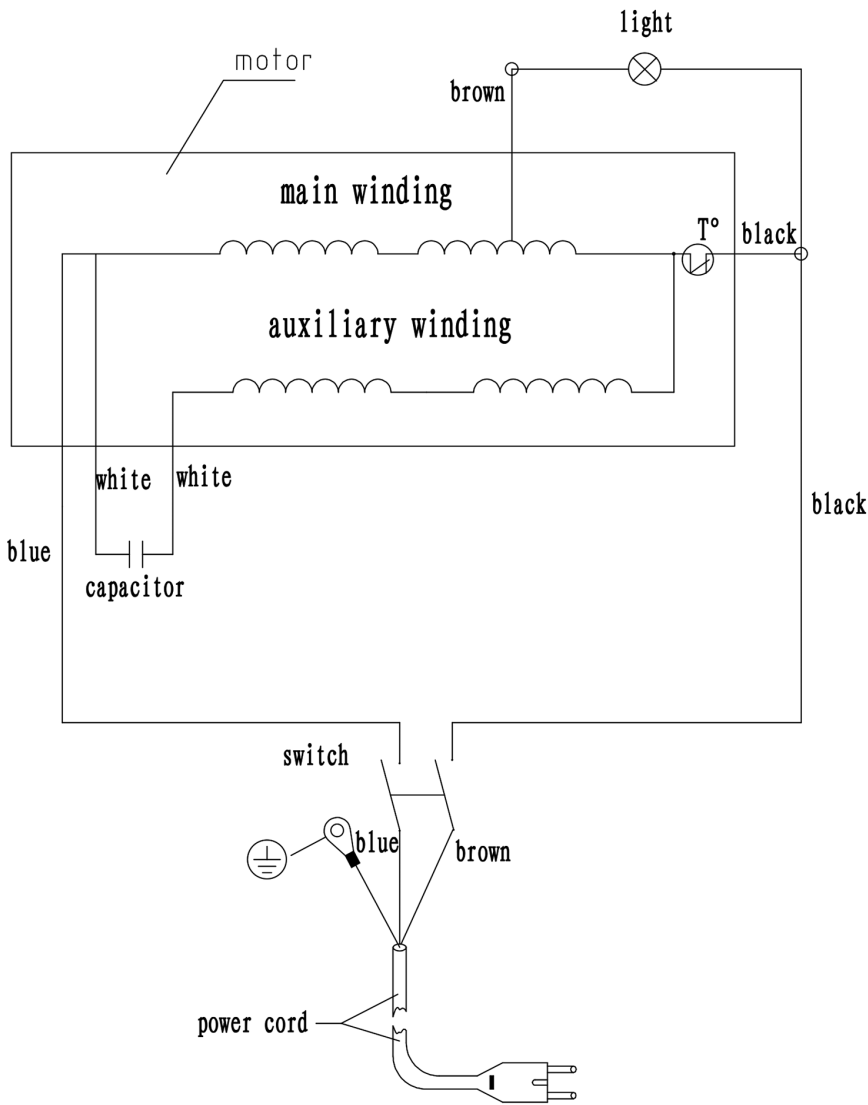 light
motor
brown
main winding
T°
black
auxiliary winding
white
white
black
blue
capacitor
switch
blue
brown
power cord